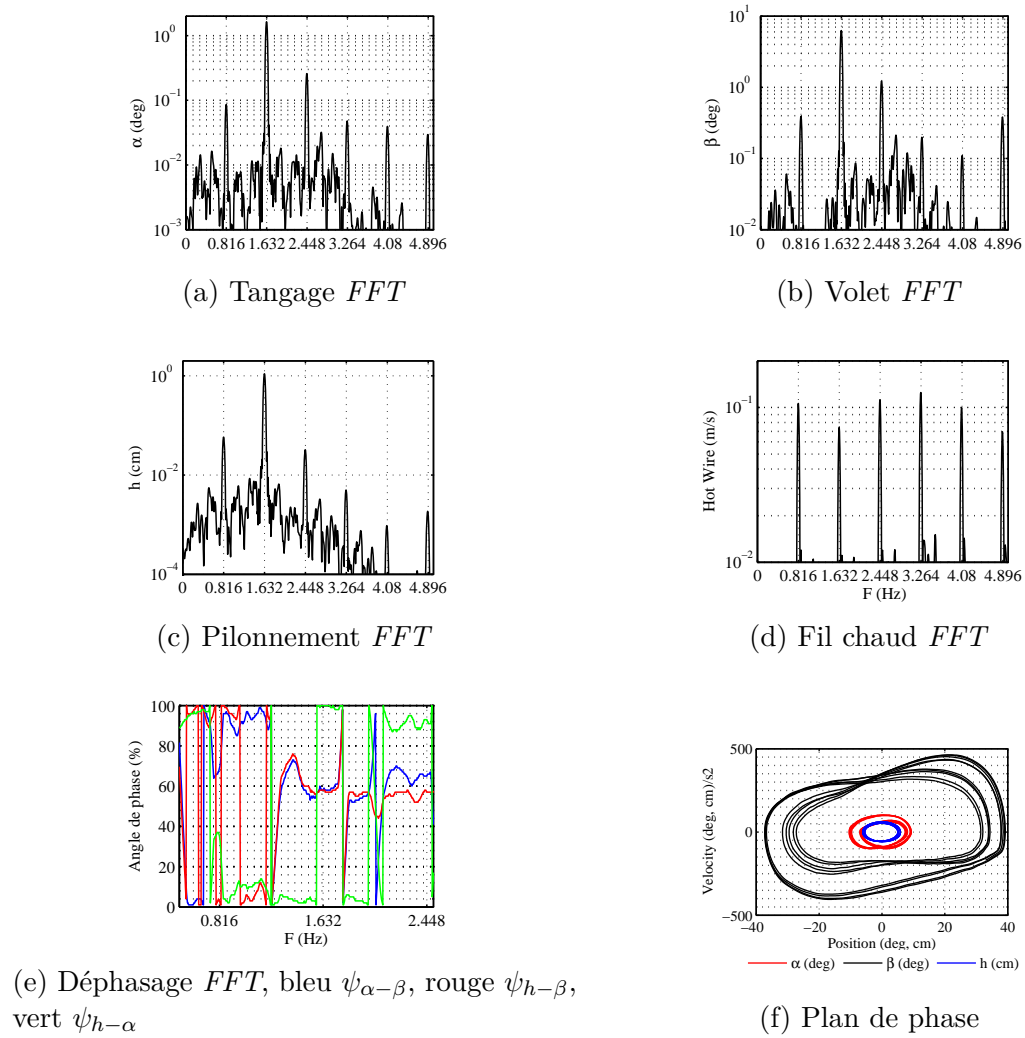 α (deg)
10^0
10^-1
10^-2
10^-3
0 0.816 1.632 2.448 3.264 4.08 4.896
(a) Tangage FFT
β (deg)
10^1
10^0
10^-1
10^-2
0 0.816 1.632 2.448 3.264 4.08 4.896
(b) Volet FFT
h (cm)
10^0
10^-2
10^-4
0 0.816 1.632 2.448 3.264 4.08 4.896
(c) Pilonnement FFT
Hot Wire (m/s)
10^-1
10^-2
0 0.816 1.632 2.448 3.264 4.08 4.896
F (Hz)
(d) Fil chaud FFT
Angle de phase (%)
100
80
60
40
20
0
0.816 1.632 2.448
F (Hz)
(e) Déphasage FFT, bleu ψα−β, rouge ψh−β,
vert ψh−α
Velocity (deg, cm)/s2
500
0
−500
−40 −20 0 20 40
Position (deg, cm)
α (deg) β (deg) h (cm)
(f) Plan de phase